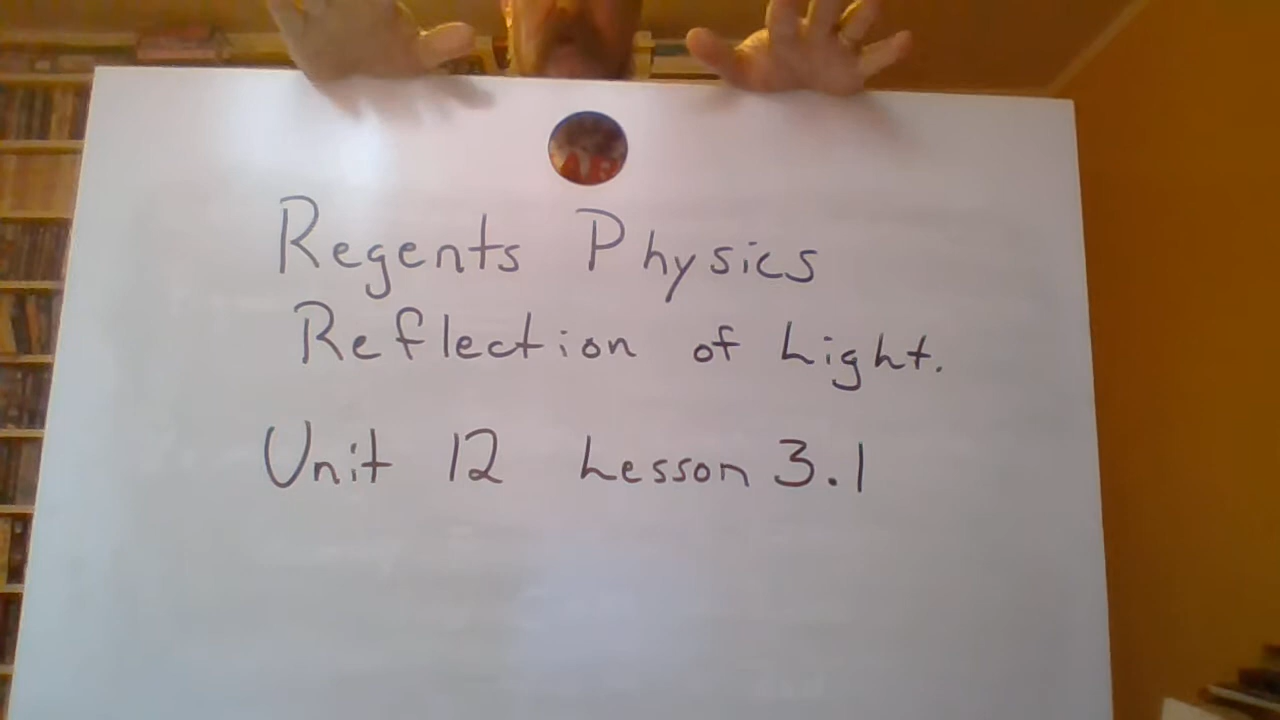 Regents Physics
Reflection of Light.
Unit 12 Lesson 3.1